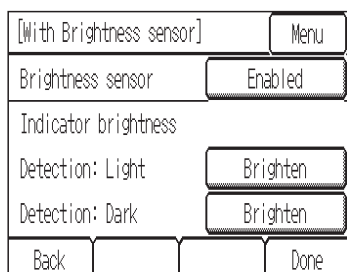 [With Brightness sensor] Menu
Brightness sensor Enabled
Indicator brightness
Detection: Light Brighten
Detection: Dark Brighten
Back Done